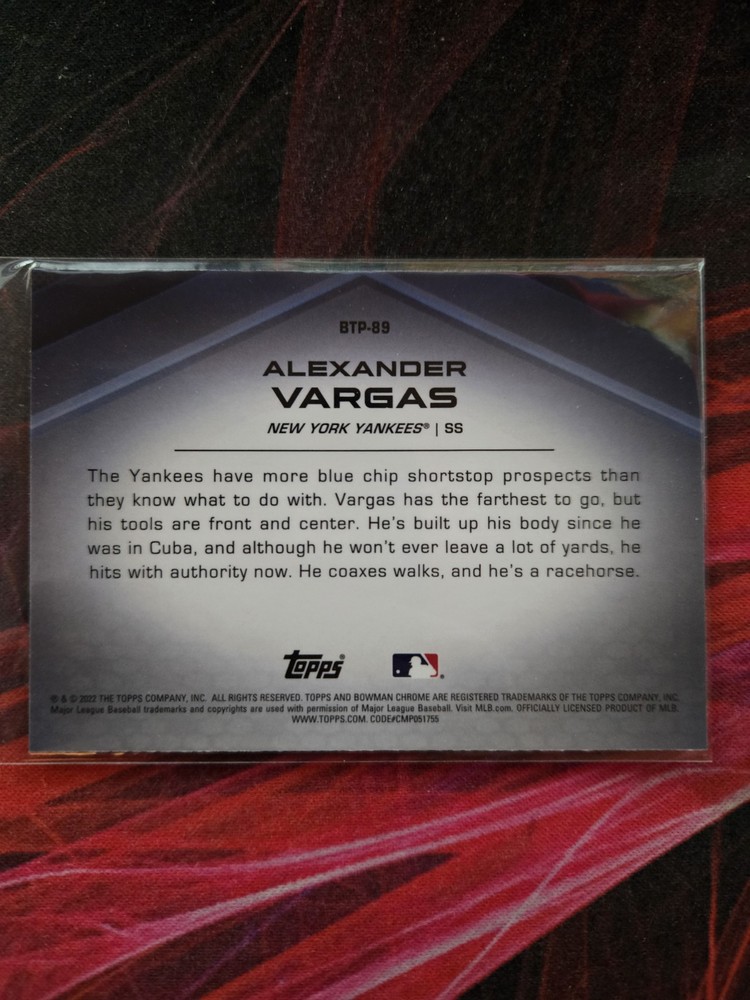 BTP-89
ALEXANDER
VARGAS
NEW YORK YANKEES® | SS
The Yankees have more blue chip shortstop prospects than
they know what to do with. Vargas has the farthest to go, but
his tools are front and center. He's built up his body since he
was in Cuba, and although he won't ever leave a lot of yards, he
hits with authority now. He coaxes walks, and he's a racehorse.
Topps®
® & © 2022 THE TOPPS COMPANY, INC. ALL RIGHTS RESERVED. TOPPS AND BOWMAN CHROME ARE REGISTERED TRADEMARKS OF THE TOPPS COMPANY, INC.
Major League Baseball trademarks and copyrights are used with permission of Major League Baseball. Visit MLB.com. OFFICIALLY LICENSED PRODUCT OF MLB.
WWW.TOPPS.COM. CODE#CMP051755